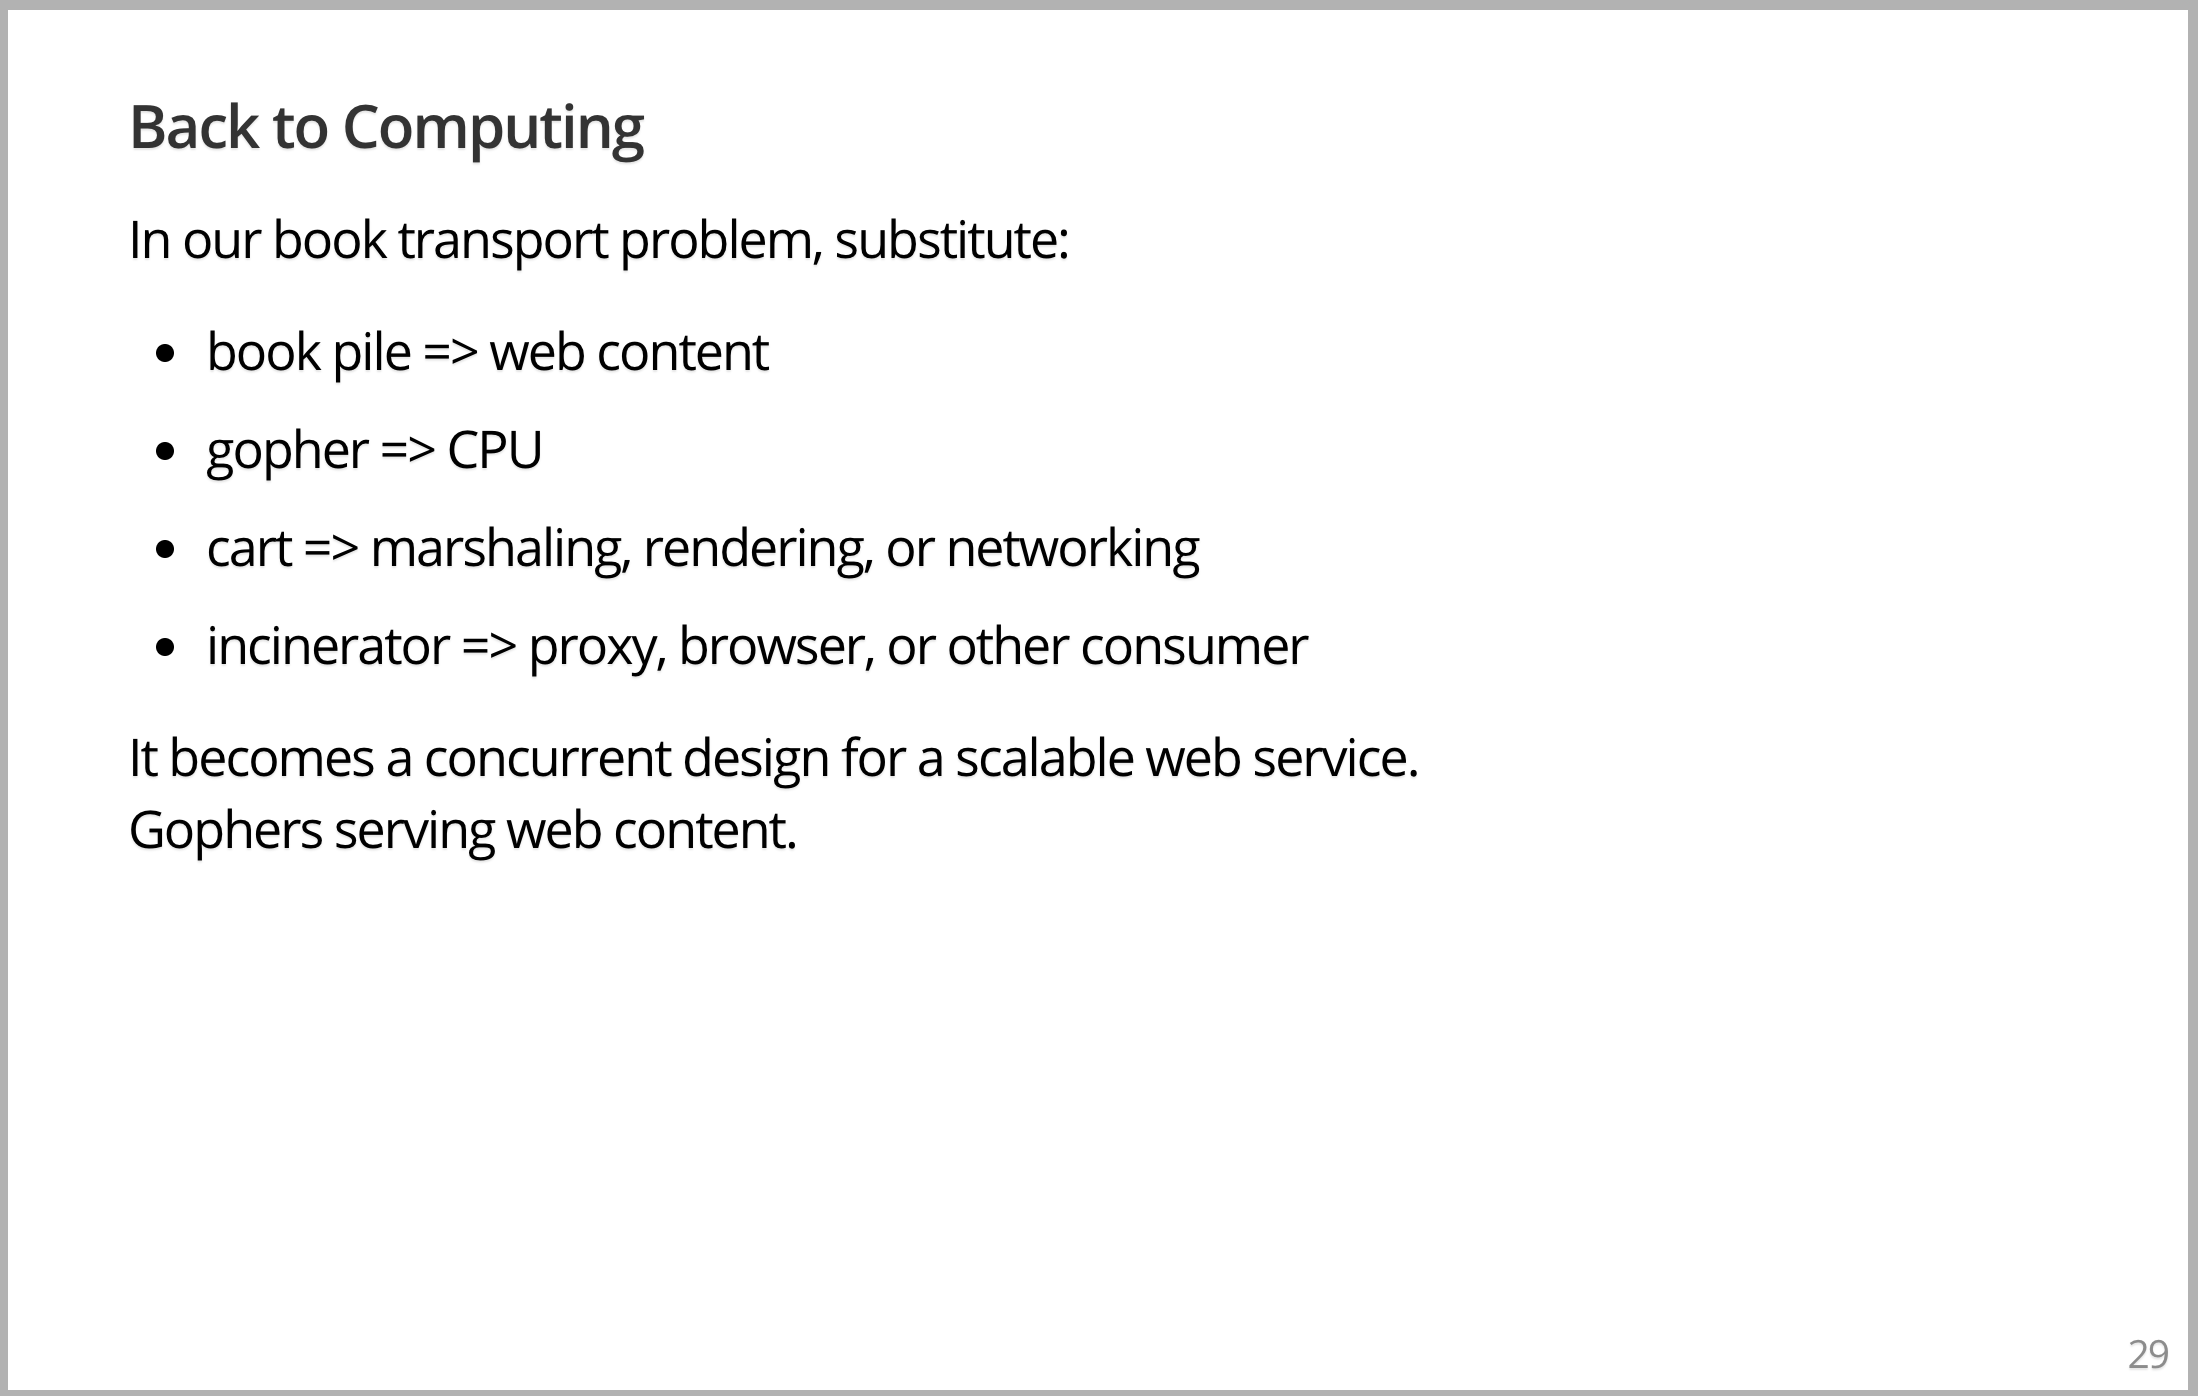 Back to Computing
In our book transport problem, substitute:
• book pile => web content
• gopher => CPU
• cart => marshaling, rendering, or networking
• incinerator => proxy, browser, or other consumer
It becomes a concurrent design for a scalable web service.
Gophers serving web content.
29